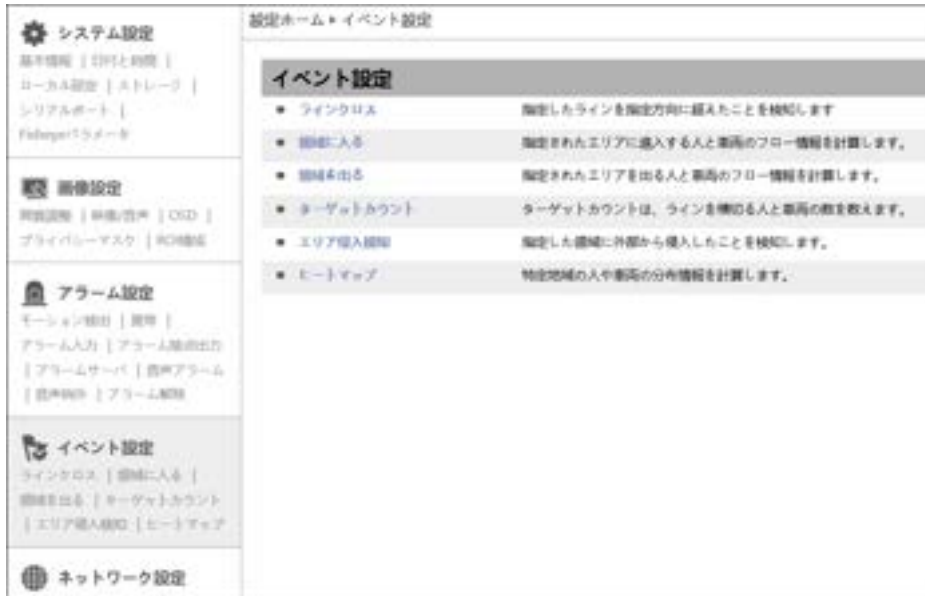 システム設定
基本情報 | 日付と時間 |
ローカル設定 | ストレージ |
シリアルポート |
Fisheyeパラメータ
画像設定
画質調整 | 映像/音声 | OSD |
プライバシーマスク | ROI機能
アラーム設定
モーション検出 | 異常 |
アラーム入力 | アラーム接点出力
| アラームサーバ | 音声アラーム
| 音声検出 | アラーム解除
イベント設定
ラインクロス | 領域に入る |
領域を出る | ターゲットカウント
| エリア侵入検知 | ヒートマップ
ネットワーク設定
設定ホーム▸イベント設定
イベント設定
ラインクロス 指定したラインを指定方向に超えたことを検知します
領域に入る 指定されたエリアに進入する人と車両のフロー情報を計算します。
領域を出る 指定されたエリアを出る人と車両のフロー情報を計算します。
ターゲットカウント ターゲットカウントは、ラインを横切る人と車両の数を数えます。
エリア侵入検知 指定した領域に外部から侵入したことを検知します。
ヒートマップ 特定地域の人や車両の分布情報を計算します。